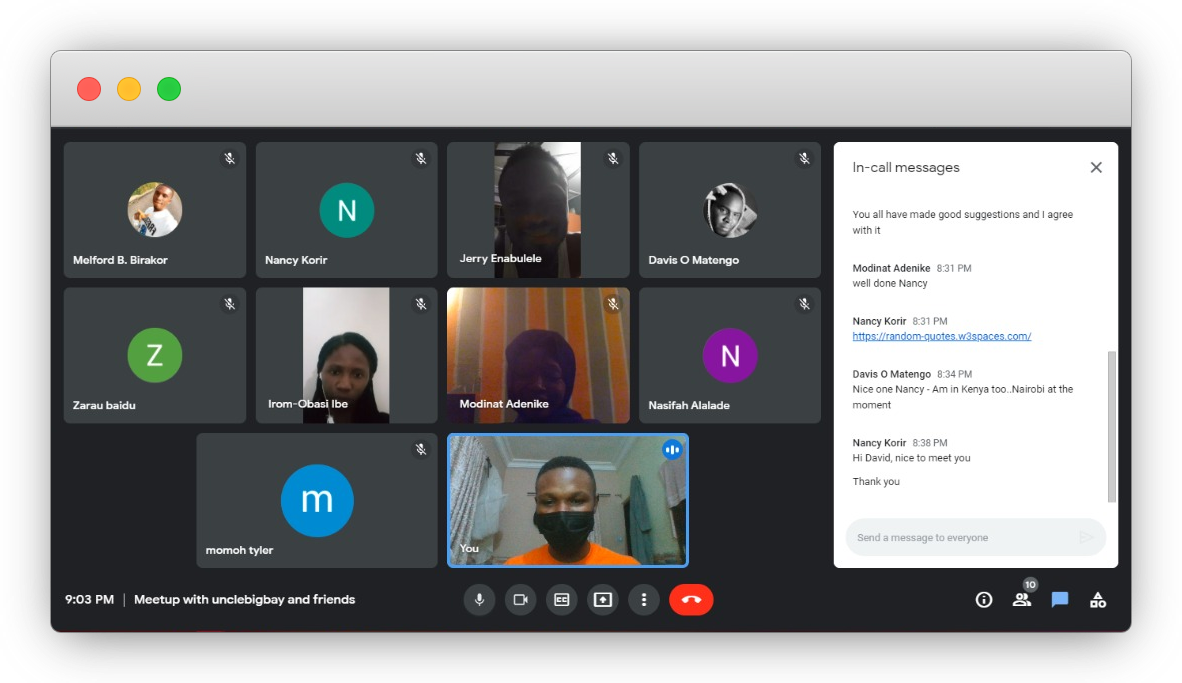 N
Melford B. Birakor
Nancy Korir
Jerry Enabulele
Davis O Matengo
Z
N
Zarau baidu
Irom-Obasi Ibe
Modinat Adenike
Nasifah Alalade
m
momoh tyler
You
In-call messages
You all have made good suggestions and I agree
with it
Modinat Adenike 8:31 PM
well done Nancy
Nancy Korir 8:31 PM
https://random-quotes.w3spaces.com/
Davis O Matengo 8:34 PM
Nice one Nancy - Am in Kenya too..Nairobi at the
moment
Nancy Korir 8:38 PM
Hi David, nice to meet you
Thank you
Send a message to everyone
9:03 PM | Meetup with unclebigbay and friends
CC
10